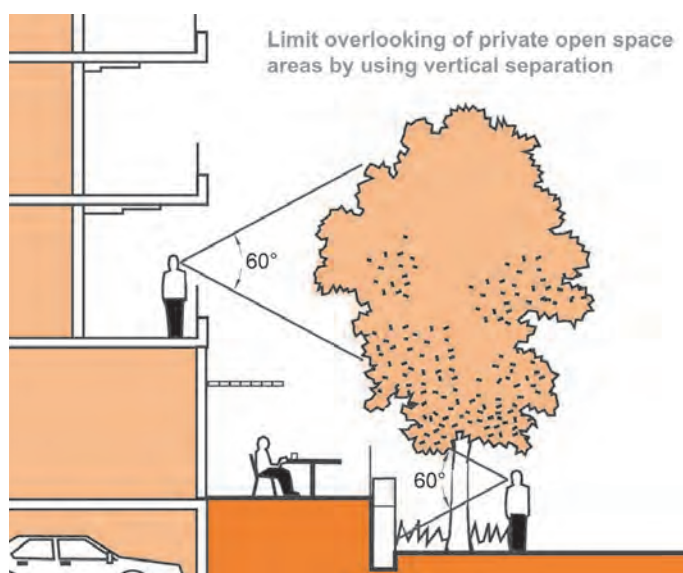 Limit overlooking of private open space
areas by using vertical separation
60°
60°